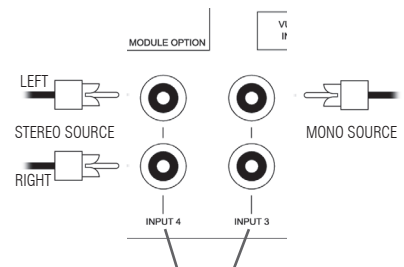 MODULE OPTION
LEFT
STEREO SOURCE
MONO SOURCE
RIGHT
INPUT 4
INPUT 3